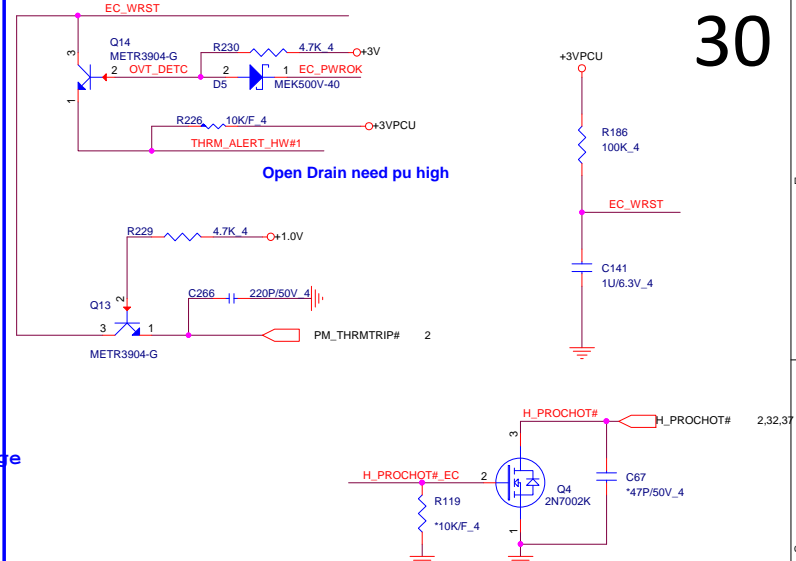 EC_WRST
30
3
Q14
METR3904-G
2
OVT_DETC
1
R230
4.7K_4
+3V
2
1
EC_PWROK
D5
MEK500V-40
R226
10K/F_4
+3VPCU
THRM_ALERT_HW#1
Open Drain need pu high
+3VPCU
R186
100K_4
EC_WRST
C141
1U/6.3V_4
R229
4.7K_4
+1.0V
Q13
2
3
1
METR3904-G
C266
220P/50V_4
PM_THRMTRIP#
2
H_PROCHOT#
H_PROCHOT#
2,32,37
3
H_PROCHOT#_EC
2
Q4
2N7002K
1
C67
*47P/50V_4
R119
*10K/F_4
ge